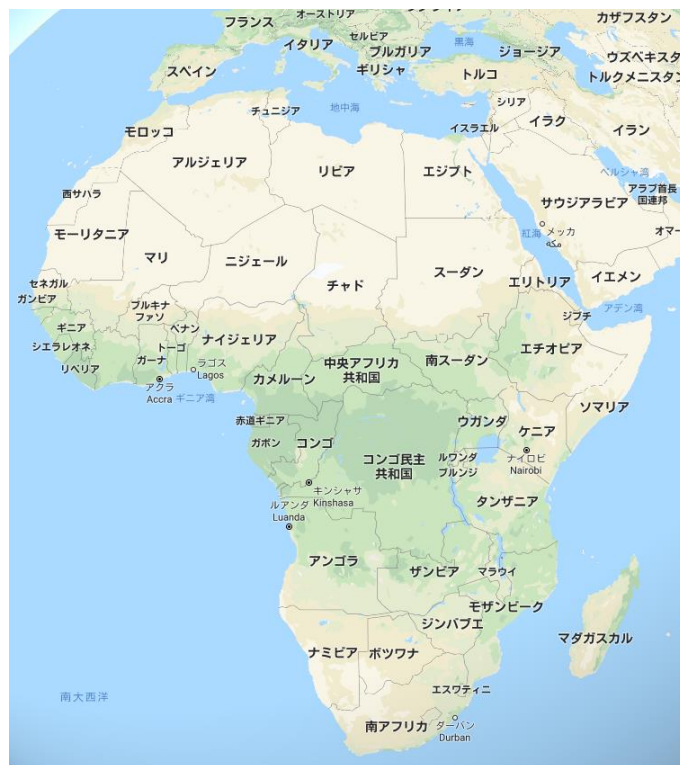 オーストリア
カザフスタン
フランス
セルビア
イタリア
ブルガリア
黒海
ジョージア
ウズベキスタ
スペイン
ギリシャ
トルコ
トルクメニスタン
チュニジア
地中海
シリア
イスラエル
イラク
イラン
モロッコ
アルジェリア
リビア
エジプト
ペルシャ湾
西サハラ
サウジアラビア
アラブ首長
国連邦
モーリタニア
メッカ
مكة
紅海
オマー
マリ
ニジェール
チャド
スーダン
エリトリア
イエメン
セネガル
ガンビア
ブルキナ
ファソ
ジブチ
アデン湾
ギニア
ベナン
ナイジェリア
シエラレオネ
トーゴ
ガーナ
ラゴス
Lagos
中央アフリカ
共和国
南スーダン
エチオピア
リベリア
アクラ
Accra
ギニア湾
カメルーン
ソマリア
赤道ギニア
ウガンダ
ケニア
ガボン
コンゴ
コンゴ民主
共和国
ルワンダ
ブルンジ
ナイロビ
Nairobi
キンシャサ
Kinshasa
ルアンダ
Luanda
タンザニア
アンゴラ
ザンビア
マラウイ
モザンビーク
ジンバブエ
マダガスカル
ナミビア
ボツワナ
エスワティニ
南大西洋
南アフリカ
ダーバン
Durban